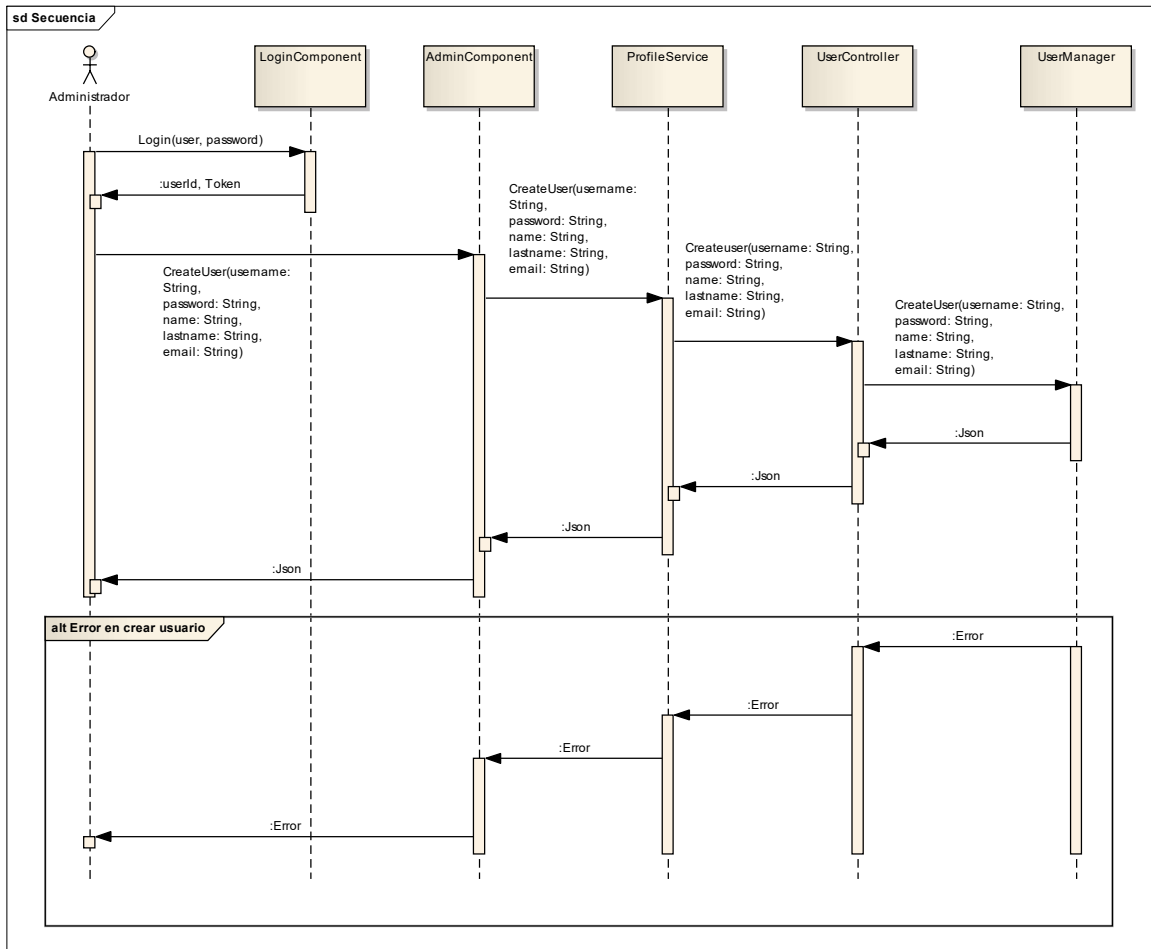 sd Secuencia
Administrador
LoginComponent
AdminComponent
ProfileService
UserController
UserManager
Login(user, password)
:userId, Token
CreateUser(username:
String,
password: String,
name: String,
lastname: String,
email: String)
CreateUser(username:
String,
password: String,
name: String,
lastname: String,
email: String)
Createuser(username: String,
password: String,
name: String,
lastname: String,
email: String)
CreateUser(username: String,
password: String,
name: String,
lastname: String,
email: String)
:Json
:Json
:Json
:Json
alt Error en crear usuario
:Error
:Error
:Error
:Error